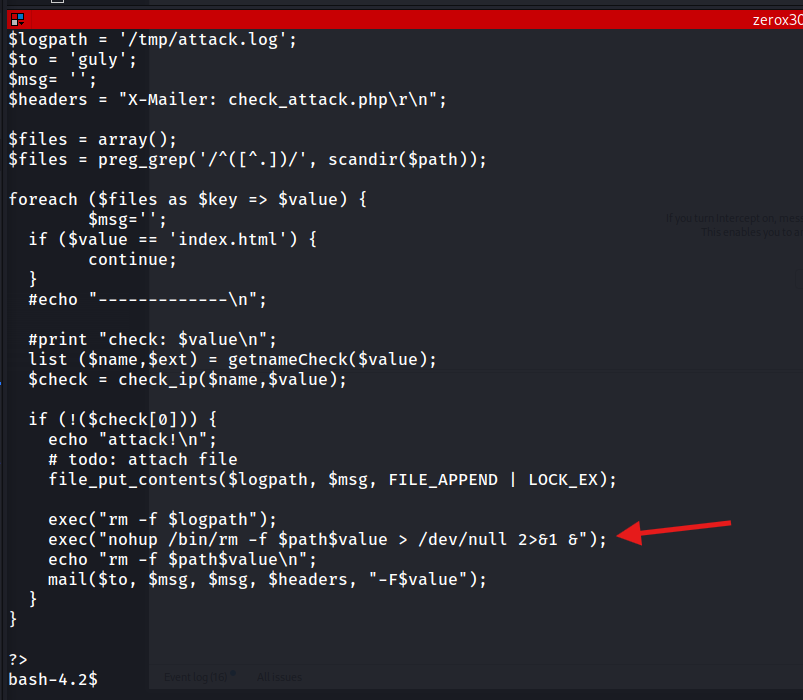 zerox30
$logpath = '/tmp/attack.log';
$to = 'guly';
$msg= '';
$headers = "X-Mailer: check_attack.php\r\n";
$files = array();
$files = preg_grep('/^([^.])/', scandir($path));
foreach ($files as $key => $value) {
        $msg='';
  if ($value == 'index.html') {
        continue;
  }
  #echo "-------------\n";
  #print "check: $value\n";
  list ($name,$ext) = getnameCheck($value);
  $check = check_ip($name,$value);
  if (!($check[0])) {
    echo "attack!\n";
    # todo: attach file
    file_put_contents($logpath, $msg, FILE_APPEND | LOCK_EX);
    exec("rm -f $logpath");
    exec("nohup /bin/rm -f $path$value > /dev/null 2>&1 &");
    echo "rm -f $path$value\n";
    mail($to, $msg, $msg, $headers, "-F$value");
  }
}
?>
bash-4.2$
If you turn intercept on, mess
This enables you to a
Event log (16) All issues